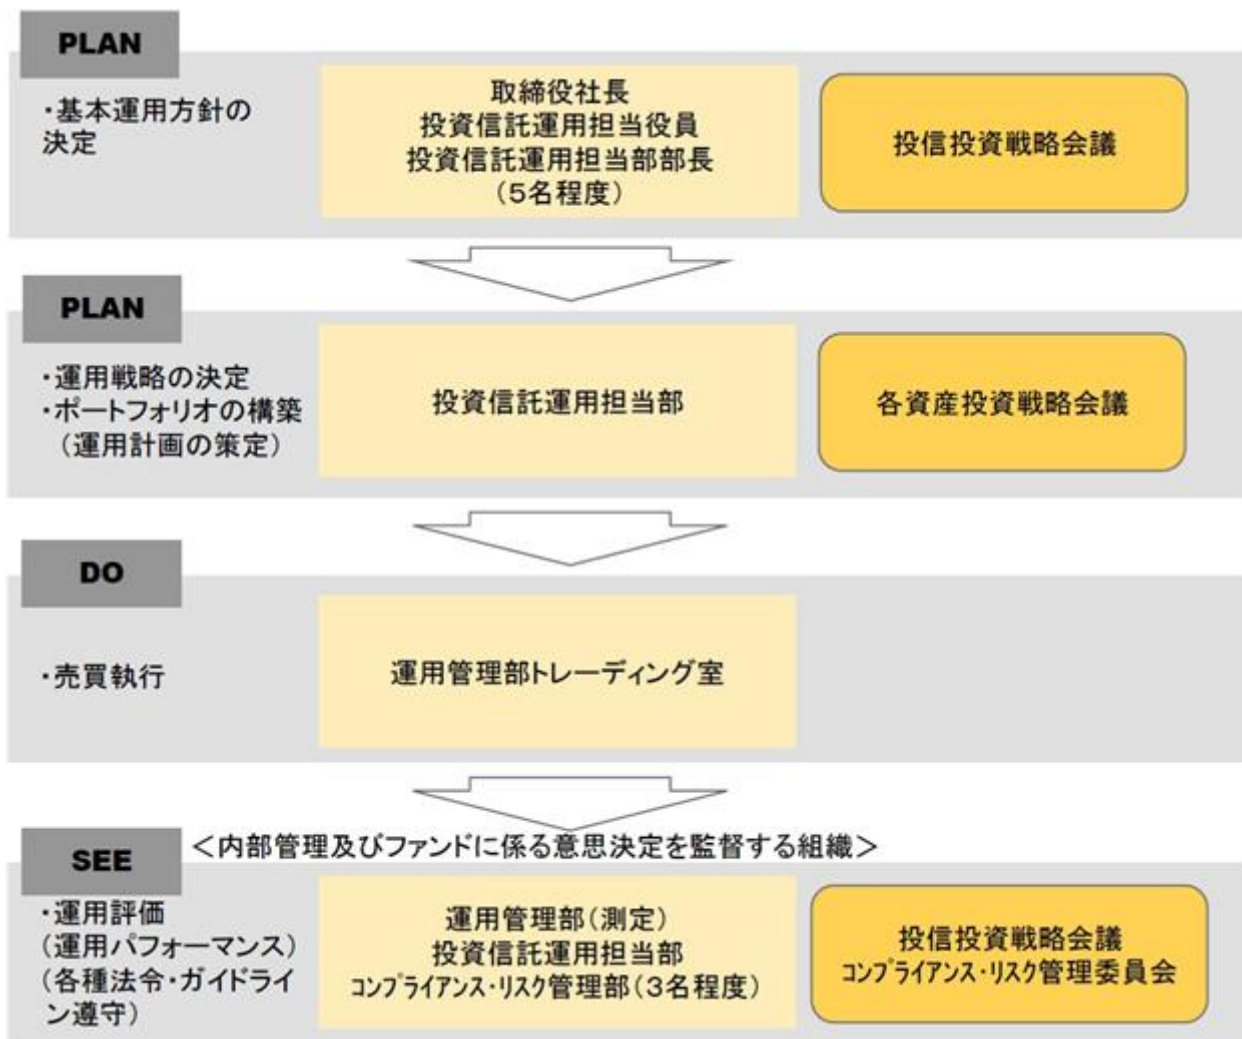 PLAN
・基本運用方針の
決定
取締役社長
投資信託運用担当役員
投資信託運用担当部部長
(5名程度)
投信投資戦略会議
PLAN
・運用戦略の決定
・ポートフォリオの構築
(運用計画の策定)
投資信託運用担当部
各資産投資戦略会議
DO
・売買執行
運用管理部トレーディング室
SEE
<内部管理及びファンドに係る意思決定を監督する組織>
・運用評価
(運用パフォーマンス)
(各種法令・ガイドライ
ン遵守)
運用管理部(測定)
投資信託運用担当部
コンプライアンス・リスク管理部(3名程度)
投信投資戦略会議
コンプライアンス・リスク管理委員会